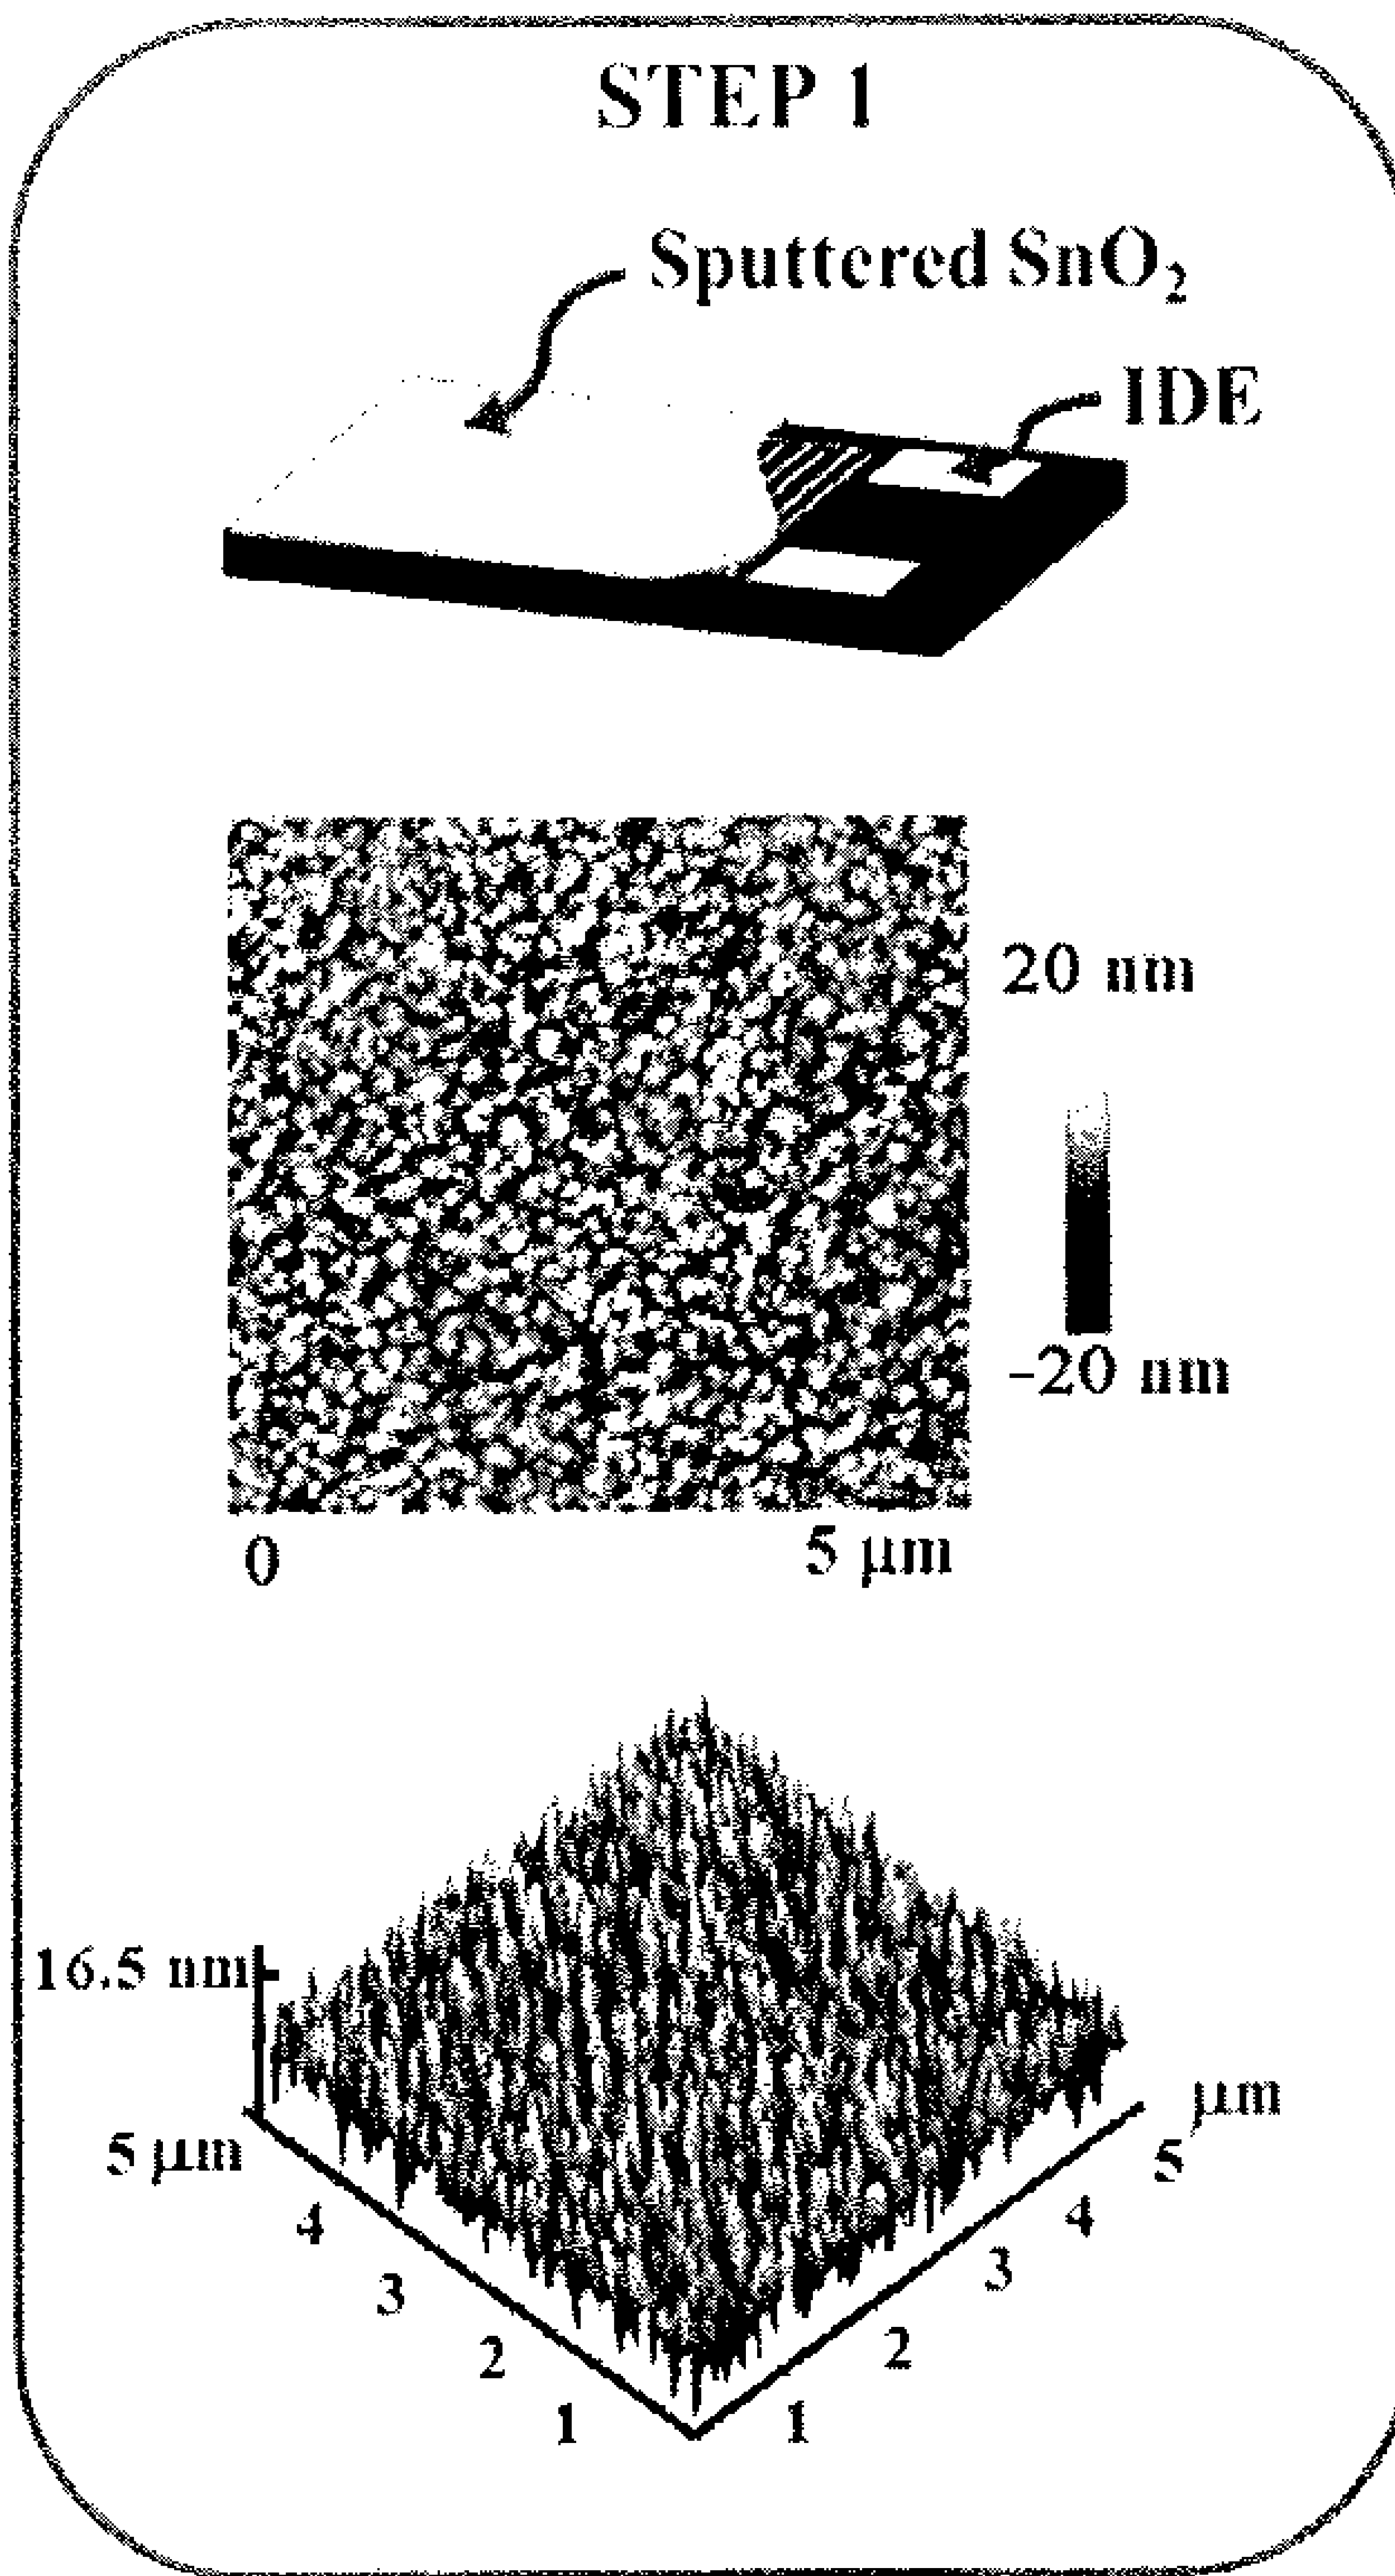 STEP 1
Sputtered SnO₂
IDE
20 nm
-20 nm
0 5 µm
16.5 nm
5 µm 4 3 2 1
1 2 3 4 5 µm